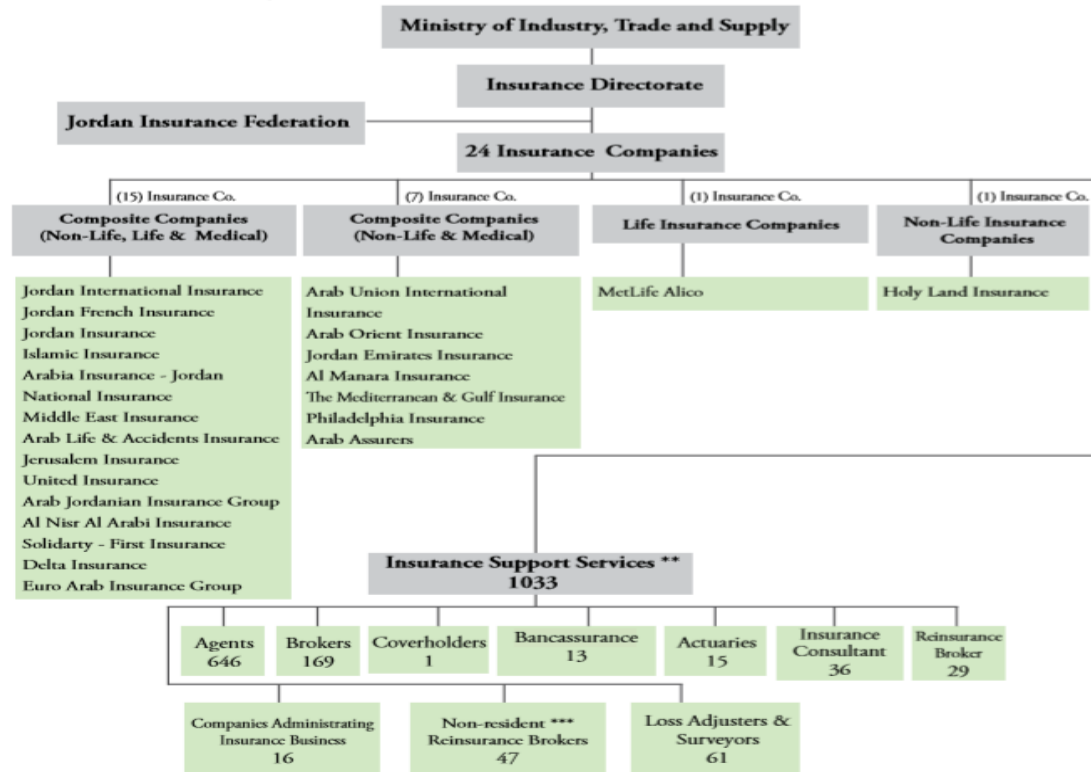 Ministry of Industry, Trade and Supply
Insurance Directorate
Jordan Insurance Federation
24 Insurance Companies
(15) Insurance Co.
Composite Companies
(Non-Life, Life & Medical)
Jordan International Insurance
Jordan French Insurance
Jordan Insurance
Islamic Insurance
Arabia Insurance - Jordan
National Insurance
Middle East Insurance
Arab Life & Accidents Insurance
Jerusalem Insurance
United Insurance
Arab Jordanian Insurance Group
Al Nisr Al Arabi Insurance
Solidarty - First Insurance
Delta Insurance
Euro Arab Insurance Group
(7) Insurance Co.
Composite Companies
(Non-Life & Medical)
Arab Union International
Insurance
Arab Orient Insurance
Jordan Emirates Insurance
Al Manara Insurance
The Mediterranean & Gulf Insurance
Philadelphia Insurance
Arab Assurers
(1) Insurance Co.
Life Insurance Companies
MetLife Alico
(1) Insurance Co.
Non-Life Insurance
Companies
Holy Land Insurance
Insurance Support Services **
1033
Agents
646
Brokers
169
Coverholders
1
Bancassurance
13
Actuaries
15
Insurance
Consultant
36
Reinsurance
Broker
29
Companies Administrating
Insurance Business
16
Non-resident ***
Reinsurance Brokers
47
Loss Adjusters &
Surveyors
61